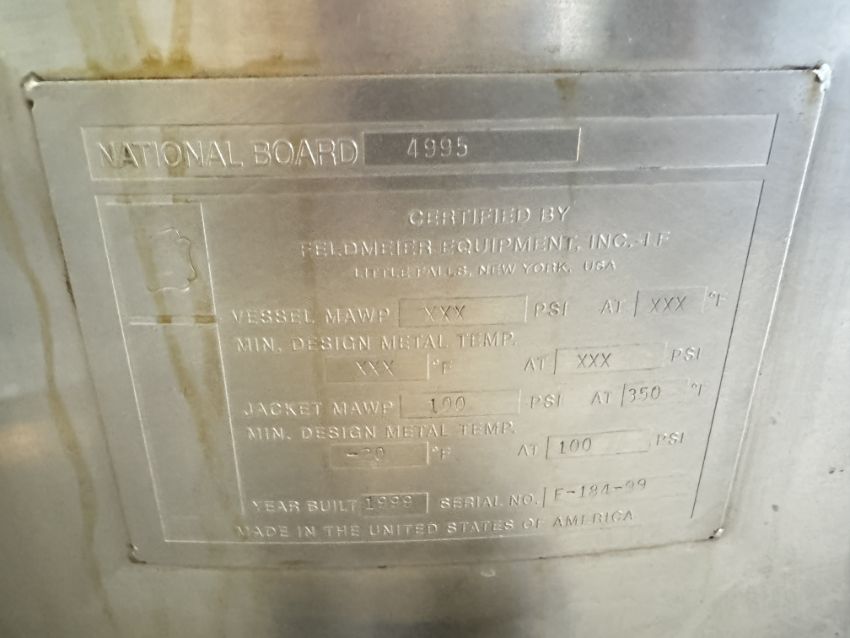 NATIONAL BOARD 4995
CERTIFIED BY
FELDMEIER EQUIPMENT, INC.-LF
LITTLE FALLS, NEW YORK, USA
VESSEL MAWP XXX PSI AT XXX °F
MIN. DESIGN METAL TEMP.
XXX °F AT XXX PSI
JACKET MAWP 100 PSI AT 350 °F
MIN. DESIGN METAL TEMP.
-20 °F AT 100 PSI
YEAR BUILT 1999 SERIAL NO. E-184-99
MADE IN THE UNITED STATES OF AMERICA